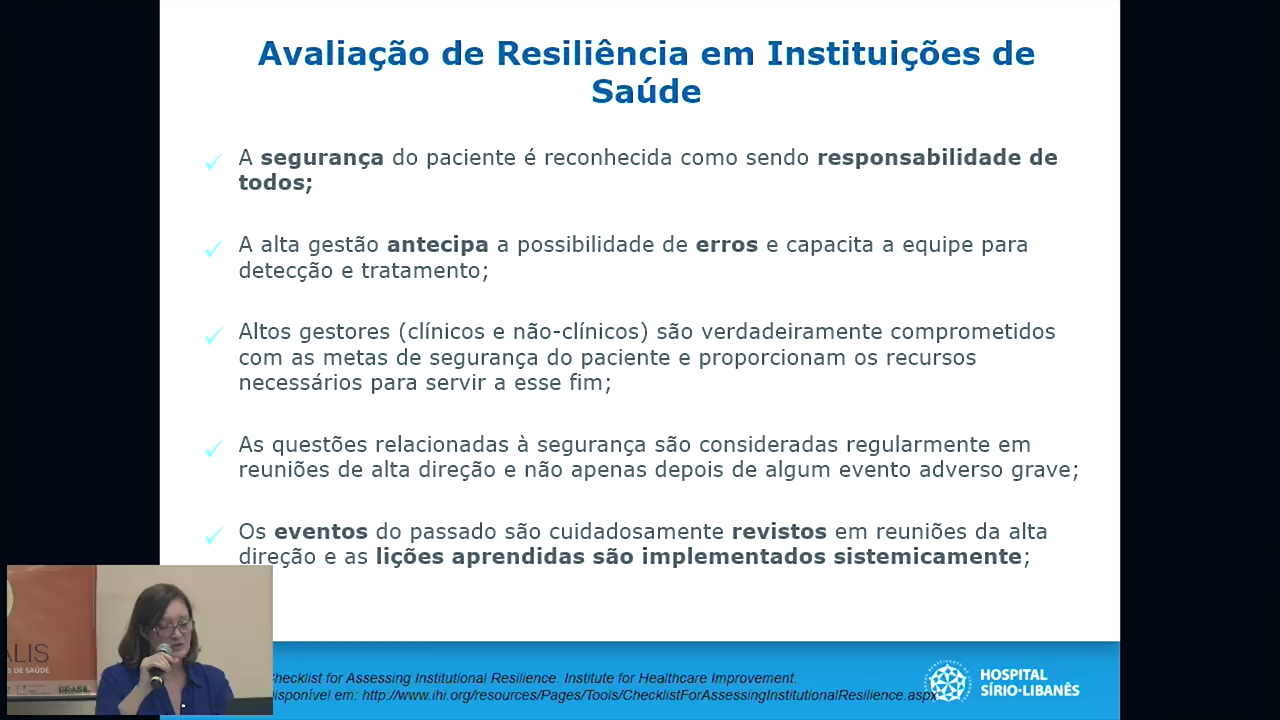 Avaliação de Resiliência em Instituições de
Saúde
A segurança do paciente é reconhecida como sendo responsabilidade de
todos;
A alta gestão antecipa a possibilidade de erros e capacita a equipe para
detecção e tratamento;
Altos gestores (clínicos e não-clínicos) são verdadeiramente comprometidos
com as metas de segurança do paciente e proporcionam os recursos
necessários para servir a esse fim;
As questões relacionadas à segurança são consideradas regularmente em
reuniões de alta direção e não apenas depois de algum evento adverso grave;
Os eventos do passado são cuidadosamente revistos em reuniões da alta
direção e as lições aprendidas são implementados sistemicamente;
ALIS
S DE SAÚDE
BRASIL
hecklist for Assessing Institutional Resilience. Institute for Healthcare Improvement.
isponível em: http://www.ihi.org/resources/Pages/Tools/ChecklistForAssessingInstitutionalResilience.aspx
HOSPITAL
SÍRIO-LIBANÊS